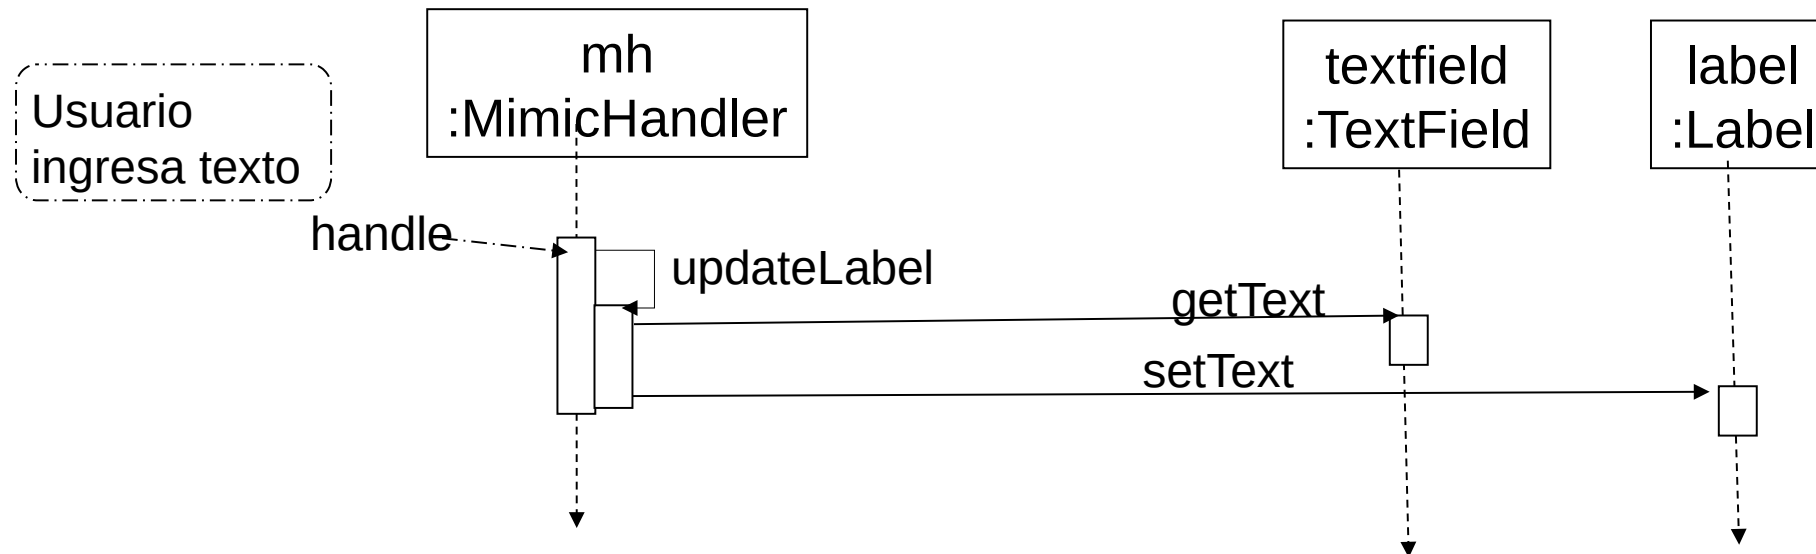 mh
:MimicHandler
textfield
:TextField
label
:Label
Usuario
ingresa texto
handle
updateLabel
getText
setText